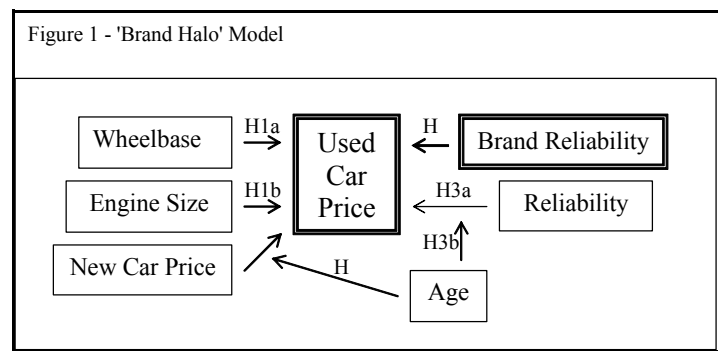 Figure 1 - 'Brand Halo' Model
Wheelbase
H1a
Used
Car
Price
H
Brand Reliability
Engine Size
H1b
H3a
Reliability
New Car Price
H
H3b
Age